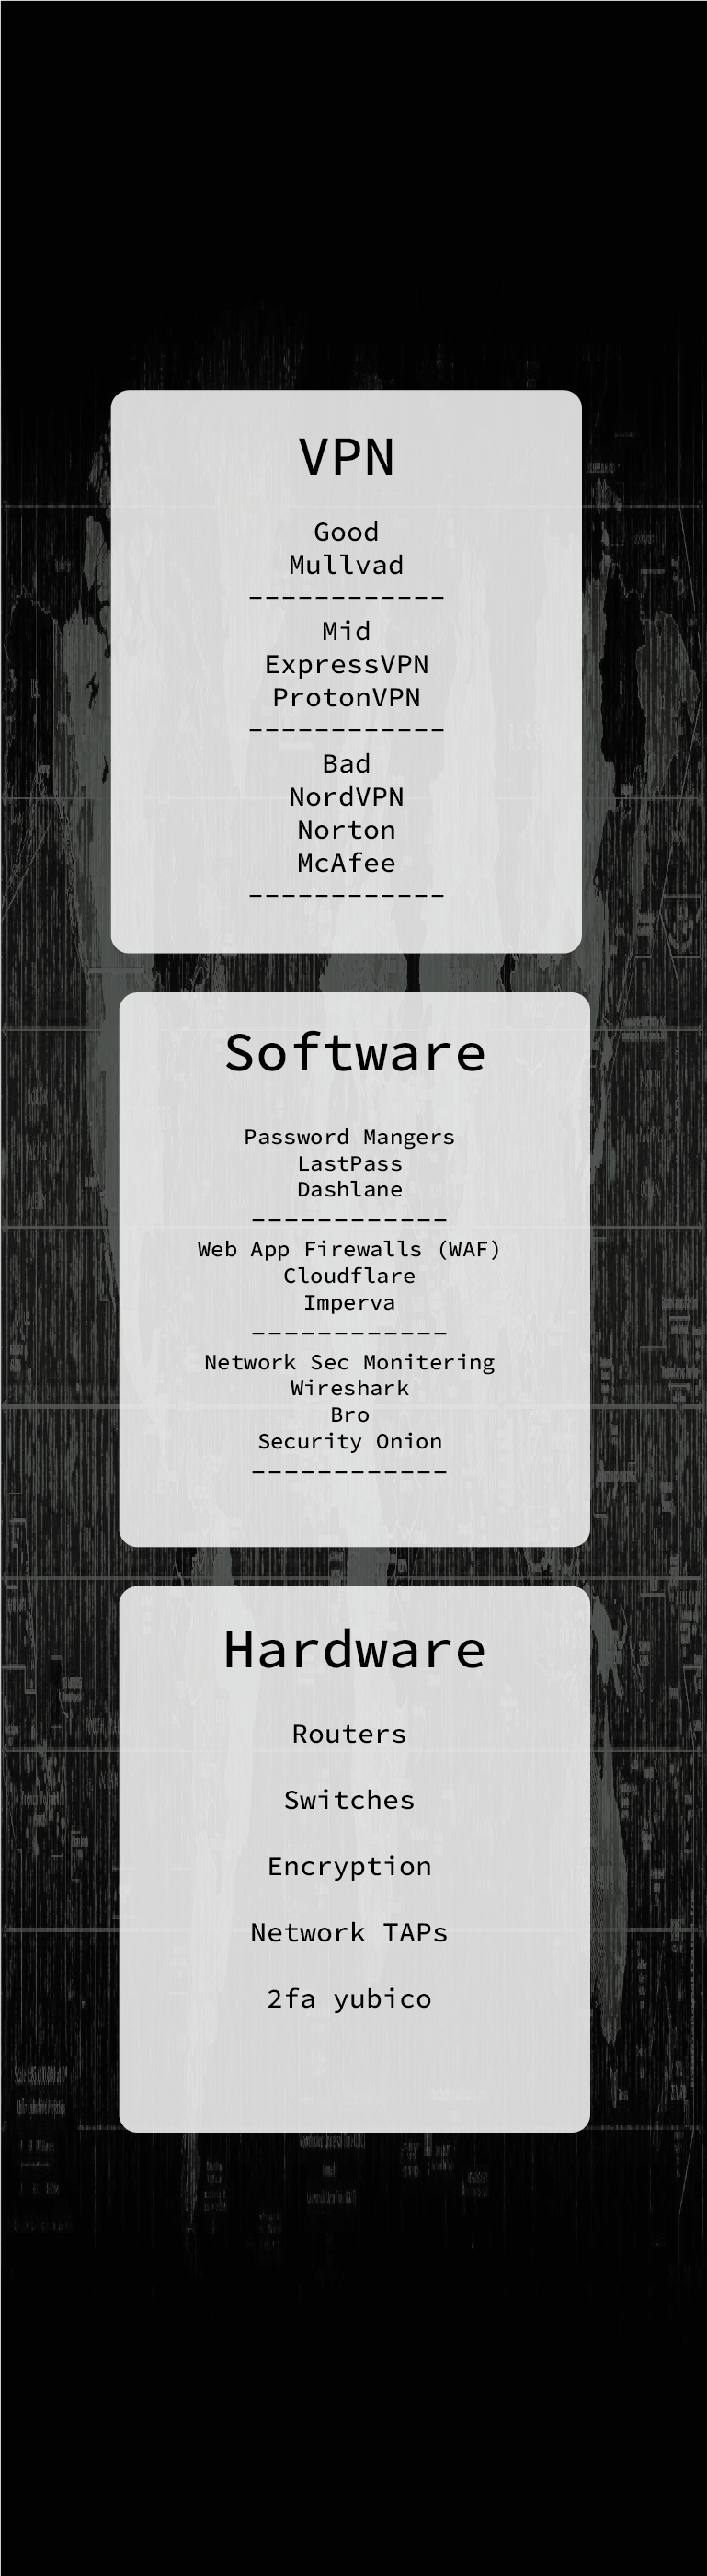 VPN
Good
Mullvad
------------
Mid
ExpressVPN
ProtonVPN
------------
Bad
NordVPN
Norton
McAfee
------------
Software
Password Mangers
LastPass
Dashlane
------------
Web App Firewalls (WAF)
Cloudflare
Imperva
------------
Network Sec Monitering
Wireshark
Bro
Security Onion
------------
Hardware
Routers
Switches
Encryption
Network TAPs
2fa yubico